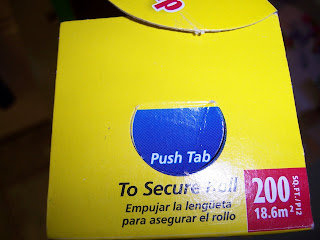 Push Tab
To Secure Roll
Empujar la lengüeta
para asegurar el rollo
200
SQ.FT./PI2
18.6m2